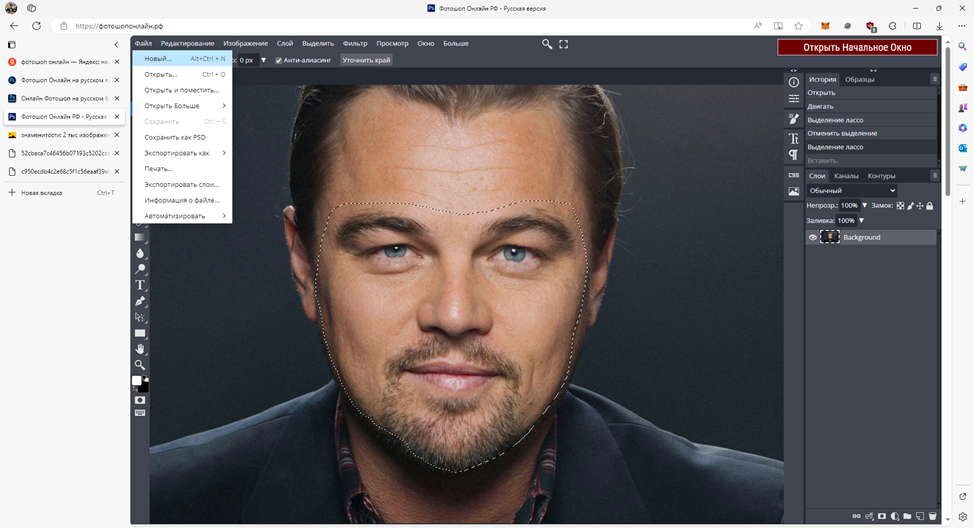 Фотошоп Онлайн РФ - Русская версия
https://фотошопонлайн.рф
Файл Редактирование Изображение Слой Выделить Фильтр Просмотр Окно Больше
Открыть Начальное Окно
: 0 px Анти-алиасинг Уточнить край
фотошоп онлайн — Яндекс: на
Фотошоп Онлайн на русском
Онлайн Фотошоп на русском б
Фотошоп Онлайн РФ - Русская
знаменитости: 2 тыс изображен
52cbaca7c46456b07193c5202cc
c950ecdb4c2e68c5f1c56eaaf39e
Новая вкладка Ctrl+T
Новый... Alt+Ctrl + N
Открыть... Ctrl + O
Открыть и поместить...
Открыть Больше
Сохранить Ctrl + S
Сохранить как PSD
Экспортировать как
Печать...
Экспортировать слои...
Информация о файле...
Автоматизировать
История Образцы
Открыть
Двигать
Выделение лассо
Отменить выделение
Выделение лассо
Вставить
CSS
Слои Каналы Контуры
Обычный
Непрозр.: 100% Замок:
Заливка: 100%
Background